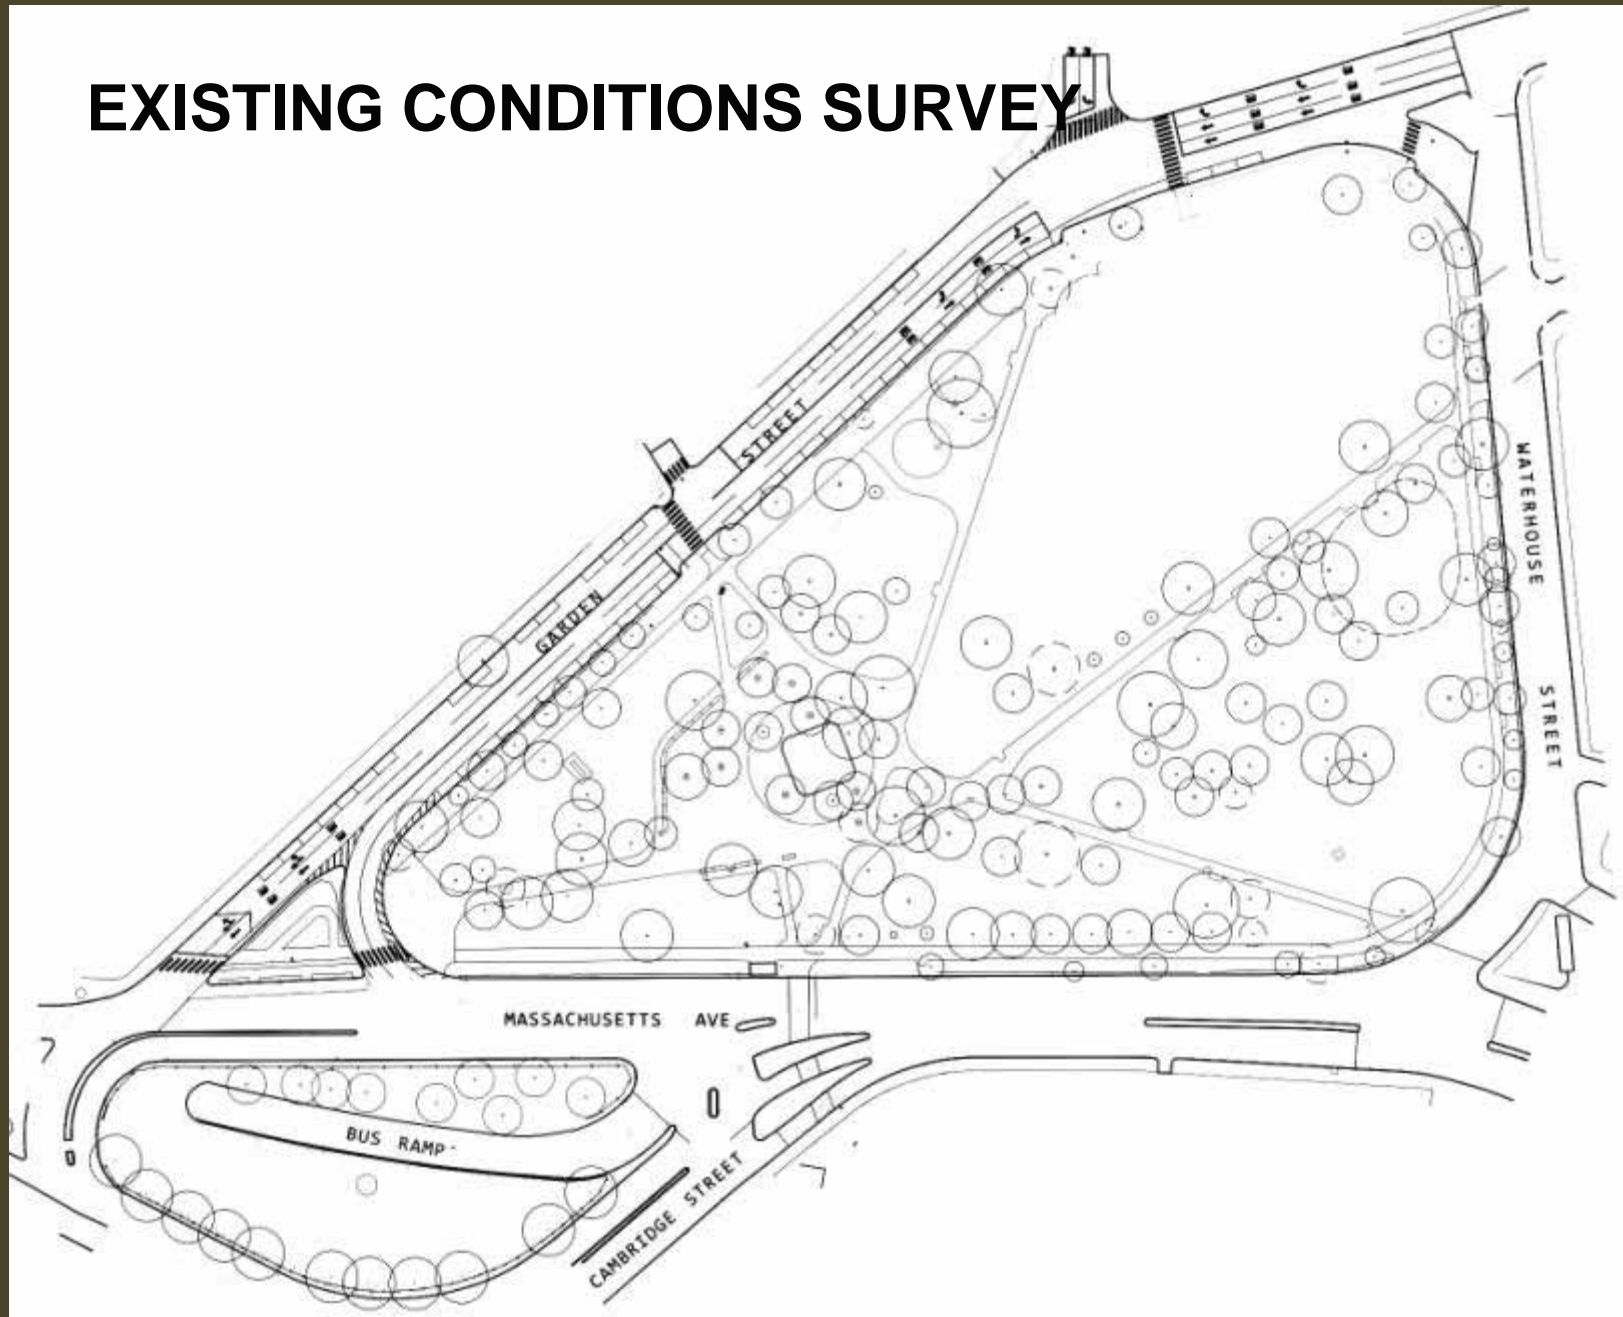 EXISTING CONDITIONS SURVEY
STREET
GARDEN
WATERHOUSE
STREET
MASSACHUSETTS AVE
BUS RAMP
CAMBRIDGE STREET